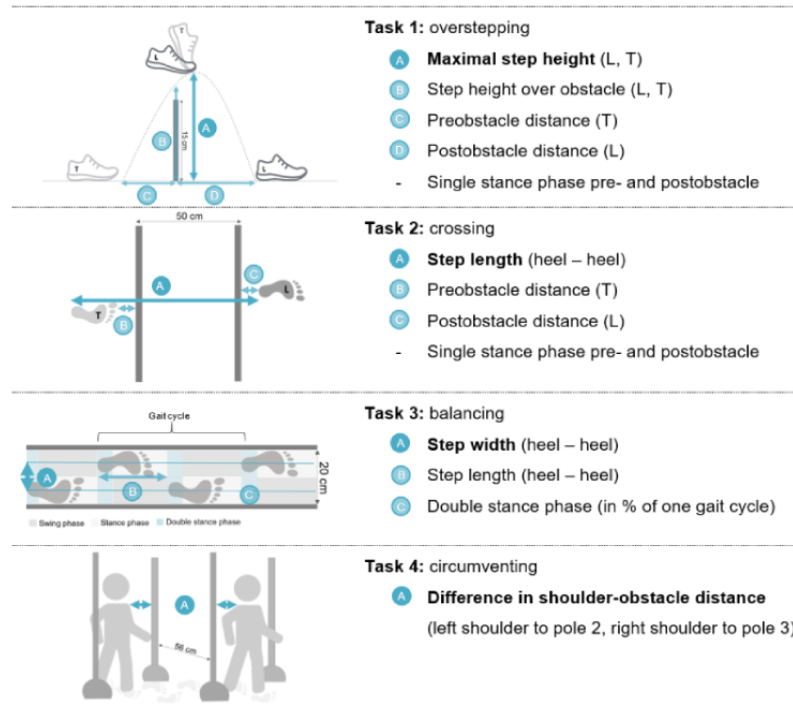 Task 1: overstepping
T
L
A Maximal step height (L, T)
B Step height over obstacle (L, T)
B 15 cm A
C Preobstacle distance (T)
T L
D Postobstacle distance (L)
C D
- Single stance phase pre- and postobstacle
50 cm
Task 2: crossing
A Step length (heel – heel)
C
A L
B Preobstacle distance (T)
T
B
C Postobstacle distance (L)
- Single stance phase pre- and postobstacle
Task 3: balancing
Gait cycle
A Step width (heel – heel)
B Step length (heel – heel)
A B C 20 cm
C Double stance phase (in % of one gait cycle)
Swing phase Stance phase Double stance phase
Task 4: circumventing
A Difference in shoulder-obstacle distance
A
(left shoulder to pole 2, right shoulder to pole 3)
56 cm